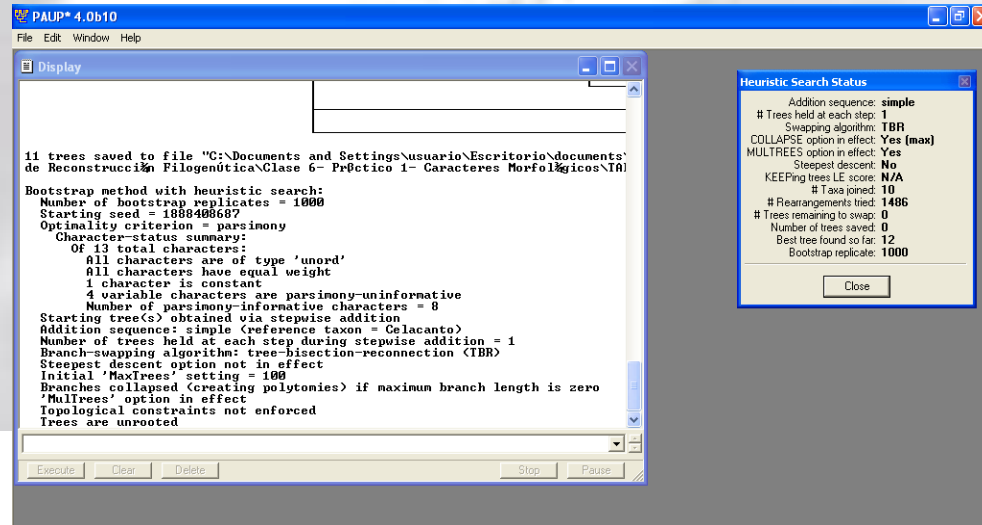 PAUP* 4.0b10
File Edit Window Help
Display
11 trees saved to file "C:\Documents and Settings\usuario\Escritorio\documents
de Reconstrucci¾n Filogenútica\Clase 6- Prßctico 1- Caracteres Morfol¾gicos\TA
Bootstrap method with heuristic search:
Number of bootstrap replicates = 1000
Starting seed = 1888408687
Optimality criterion = parsimony
Character-status summary:
Of 13 total characters:
All characters are of type 'unord'
All characters have equal weight
1 character is constant
4 variable characters are parsimony-uninformative
Number of parsimony-informative characters = 8
Starting tree(s) obtained via stepwise addition
Addition sequence: simple (reference taxon = Celacanto)
Number of trees held at each step during stepwise addition = 1
Branch-swapping algorithm: tree-bisection-reconnection (TBR)
Steepest descent option not in effect
Initial 'MaxTrees' setting = 100
Branches collapsed (creating polytomies) if maximum branch length is zero
'MulTrees' option in effect
Topological constraints not enforced
Trees are unrooted
Execute Clear Delete Stop Pause
Heuristic Search Status
Addition sequence: simple
# Trees held at each step: 1
Swapping algorithm: TBR
COLLAPSE option in effect: Yes (max)
MULTREES option in effect: Yes
Steepest descent: No
KEEPing trees LE score: N/A
# Taxa joined: 10
# Rearrangements tried: 1486
# Trees remaining to swap: 0
Number of trees saved: 0
Best tree found so far: 12
Bootstrap replicate: 1000
Close